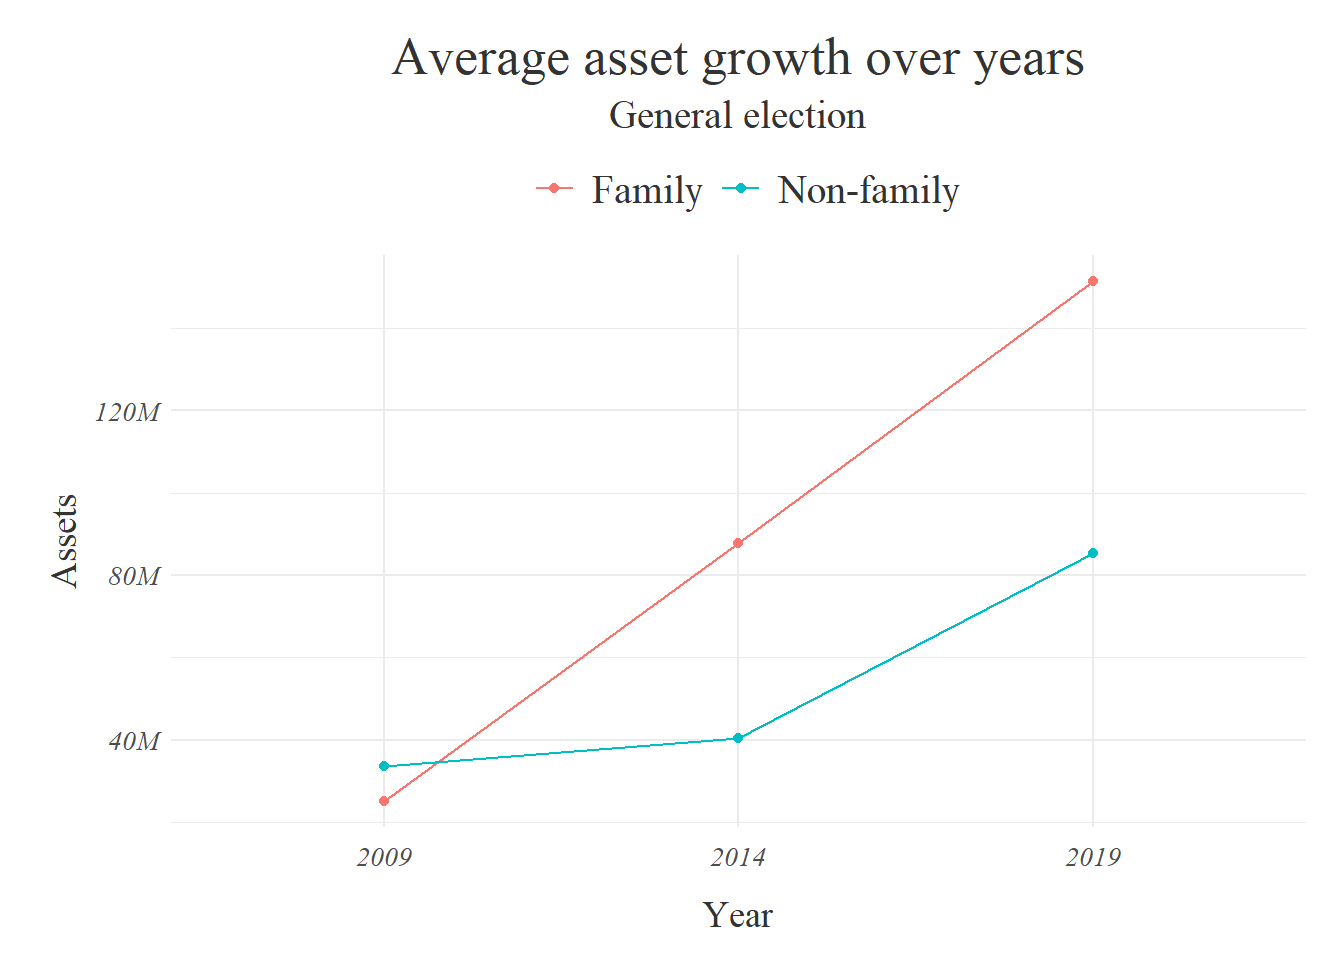 Average asset growth over years
General election
Family Non-family
120M
80M
40M
Assets
2009 2014 2019
Year